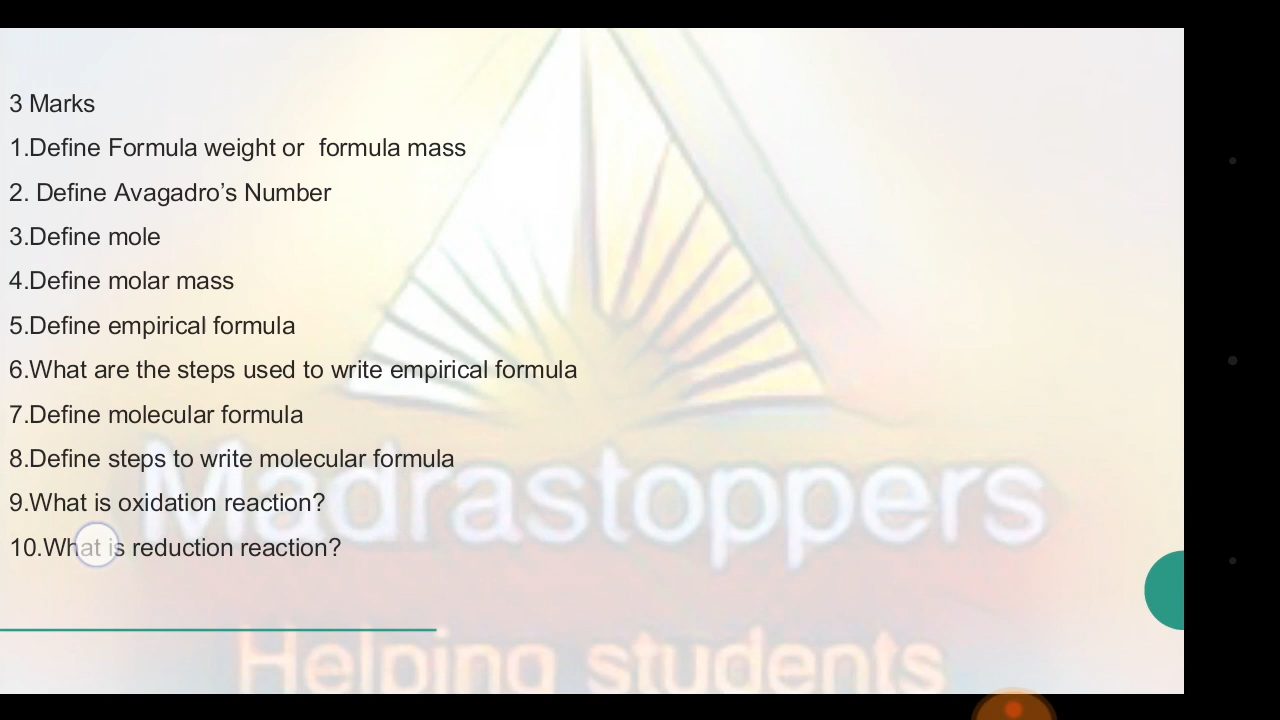 3 Marks
1.Define Formula weight or  formula mass
2. Define Avagadro’s Number
3.Define mole
4.Define molar mass
5.Define empirical formula
6.What are the steps used to write empirical formula
7.Define molecular formula
8.Define steps to write molecular formula
9.What is oxidation reaction?
10.What is reduction reaction?
Madrastoppers
Helping students